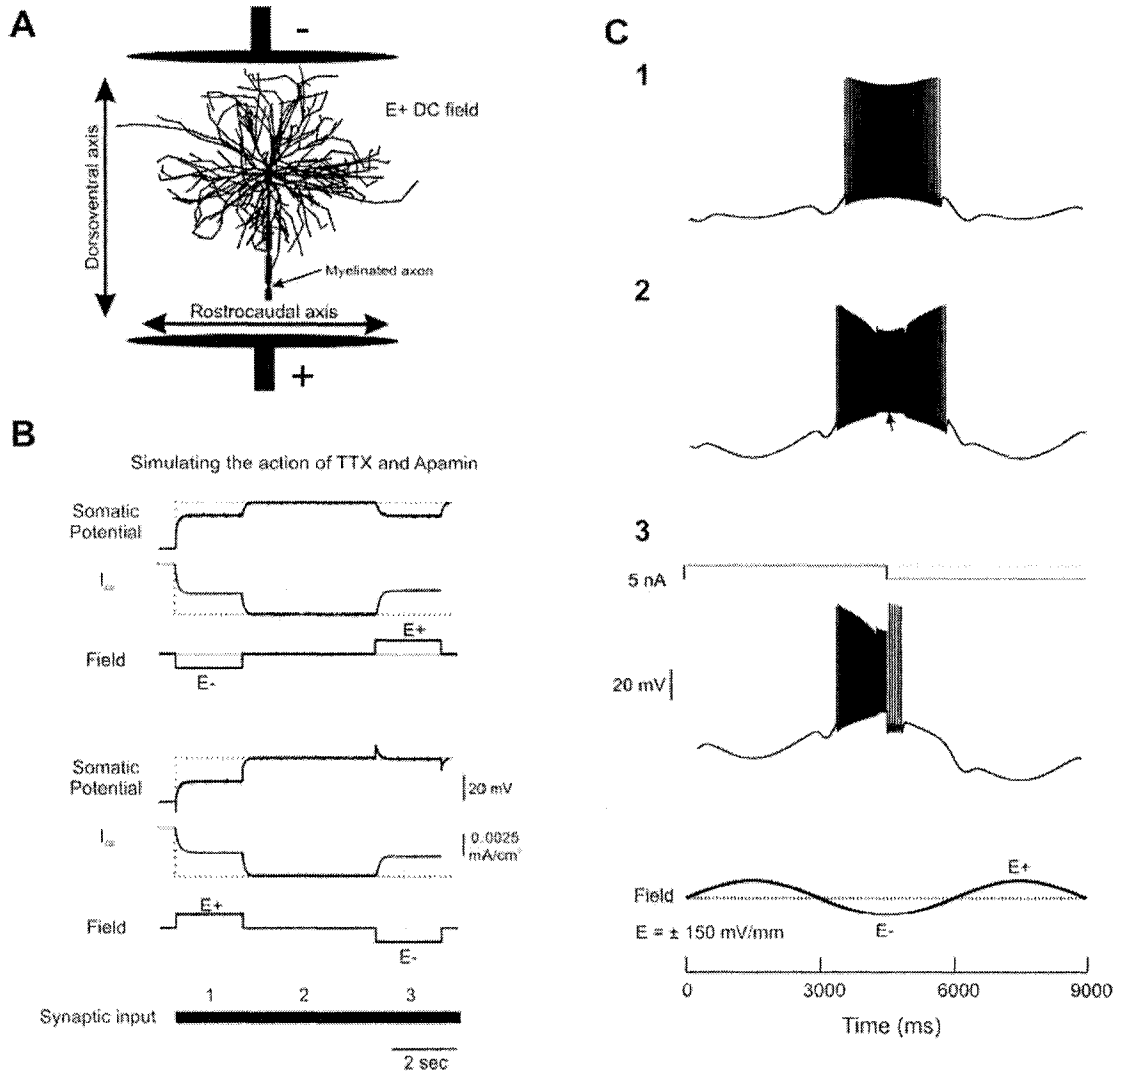 A
-
E+ DC field
Dorsoventral axis
Myelinated axon
Rostrocaudal axis
+
B
Simulating the action of TTX and Apamin
Somatic
Potential
E+
Field
E-
Somatic
Potential
20 mV
0.0025
E+
Field
E-
1 2 3
Synaptic input
2 sec
C
1
2
3
5 nA
20 mV
E+
Field
E-
E = ± 150 mV/mm
0 3000 6000 9000
Time (ms)